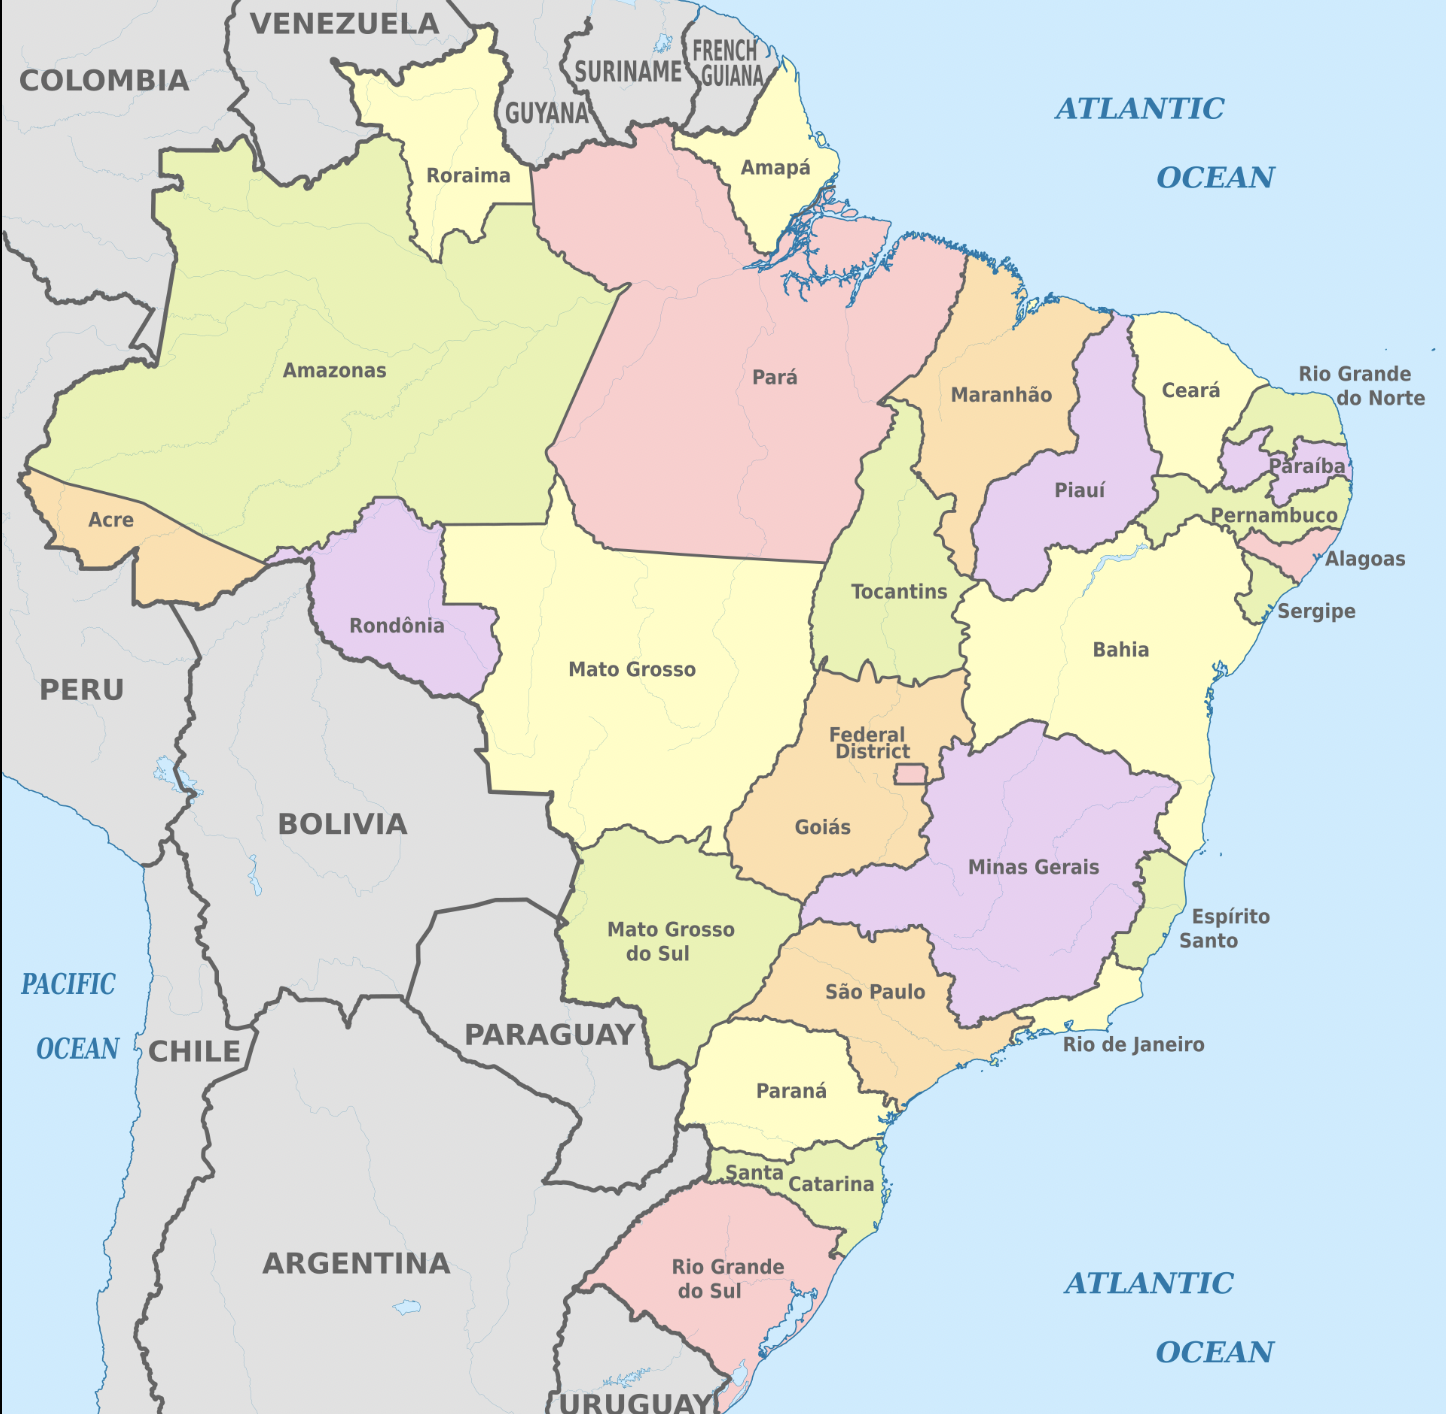 VENEZUELA
COLOMBIA
SURINAME
FRENCH
GUIANA
GUYANA
ATLANTIC
OCEAN
Roraima
Amapá
Amazonas
Pará
Maranhão
Ceará
Rio Grande
do Norte
Paraíba
Piauí
Pernambuco
Acre
Alagoas
Tocantins
Sergipe
Rondônia
Bahia
Mato Grosso
PERU
Federal
District
BOLIVIA
Goiás
Minas Gerais
Espírito
Santo
Mato Grosso
do Sul
PACIFIC
OCEAN
São Paulo
PARAGUAY
CHILE
Rio de Janeiro
Paraná
Santa Catarina
ARGENTINA
Rio Grande
do Sul
ATLANTIC
OCEAN
URUGUAY